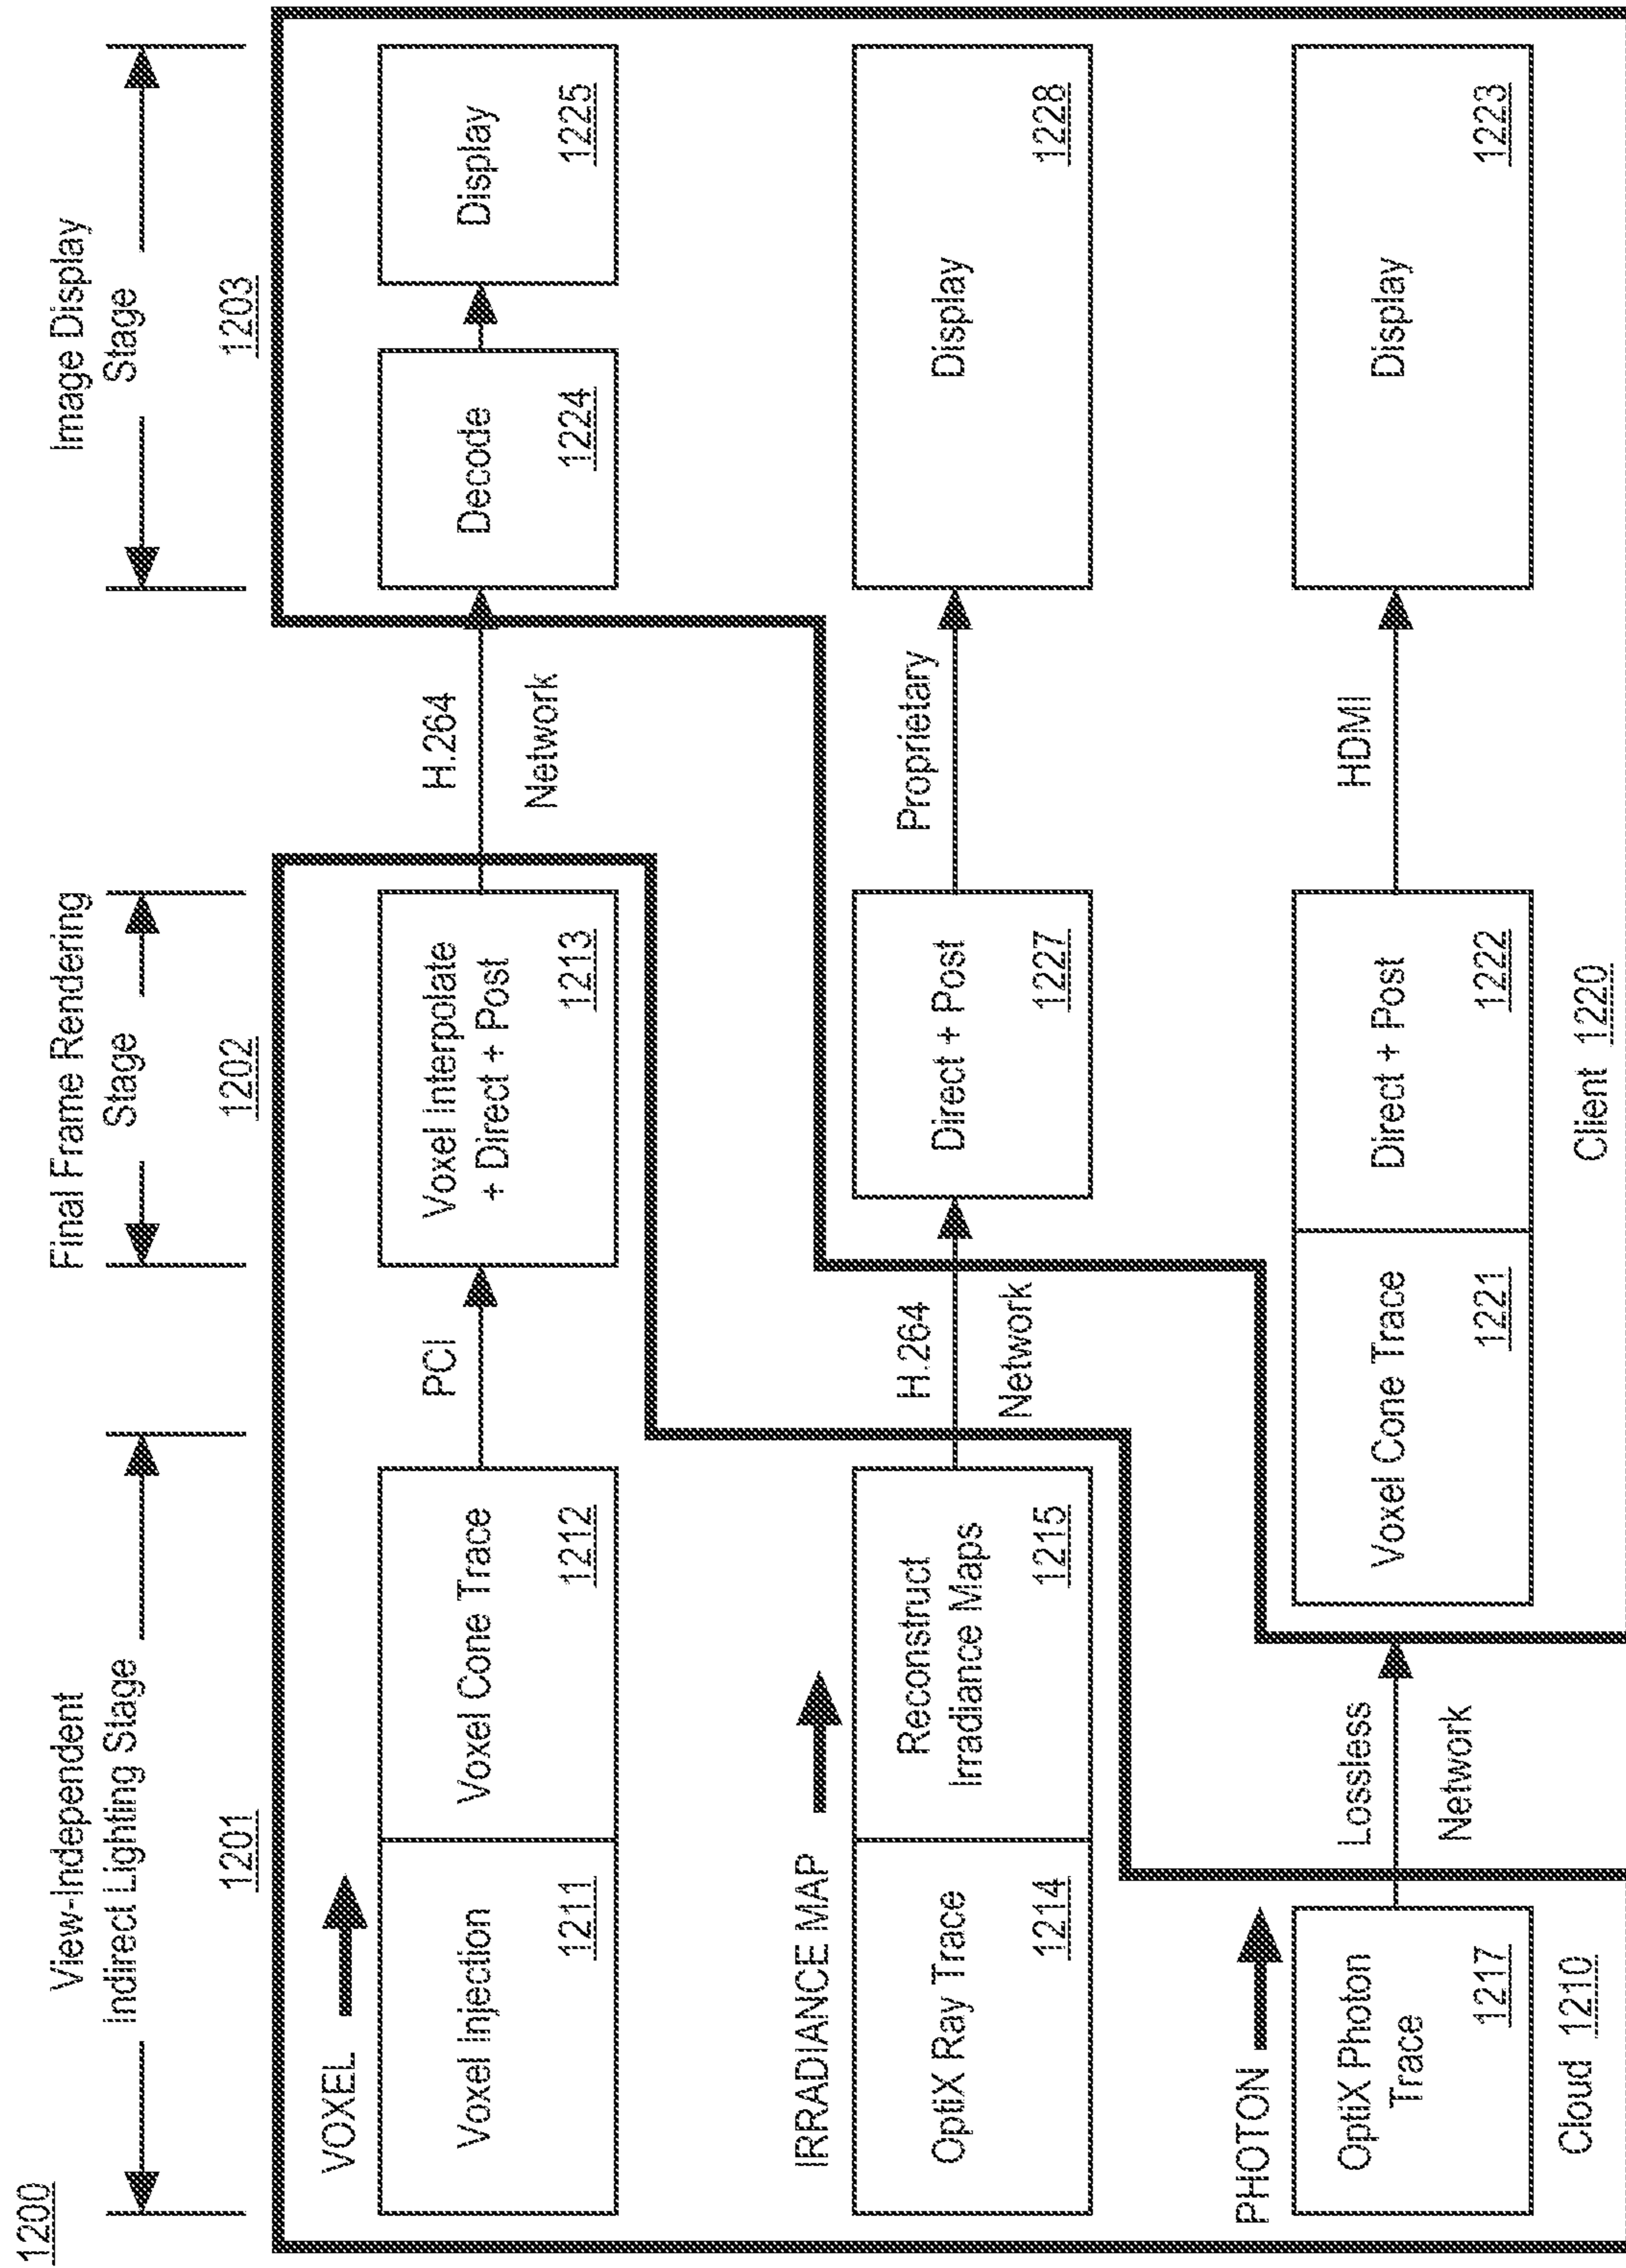 1200
View-Independent
Indirect Lighting Stage
1201
Final Frame Rendering
Stage
1202
Image Display
Stage
1203
VOXEL
Voxel Injection
1211
Voxel Cone Trace
1212
PCI
Voxel Interpolate
+ Direct + Post
1213
H.264
Network
Decode
1224
Display
1225
IRRADIANCE MAP
OptiX Ray Trace
1214
Reconstruct
Irradiance Maps
1215
H.264
Network
Direct + Post
1227
Proprietary
Display
1228
PHOTON
OptiX Photon
Trace
1217
Lossless
Network
Voxel Cone Trace
1221
Direct + Post
1222
HDMI
Display
1223
Cloud 1210
Client 1220